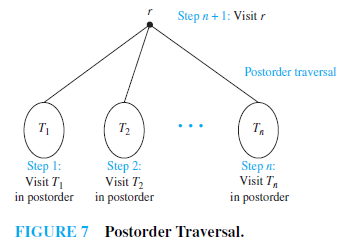 r
Step n + 1: Visit r
Postorder traversal
T1
T2
• • •
Tn
Step 1:
Visit T1
in postorder
Step 2:
Visit T2
in postorder
Step n:
Visit Tn
in postorder
FIGURE 7 Postorder Traversal.